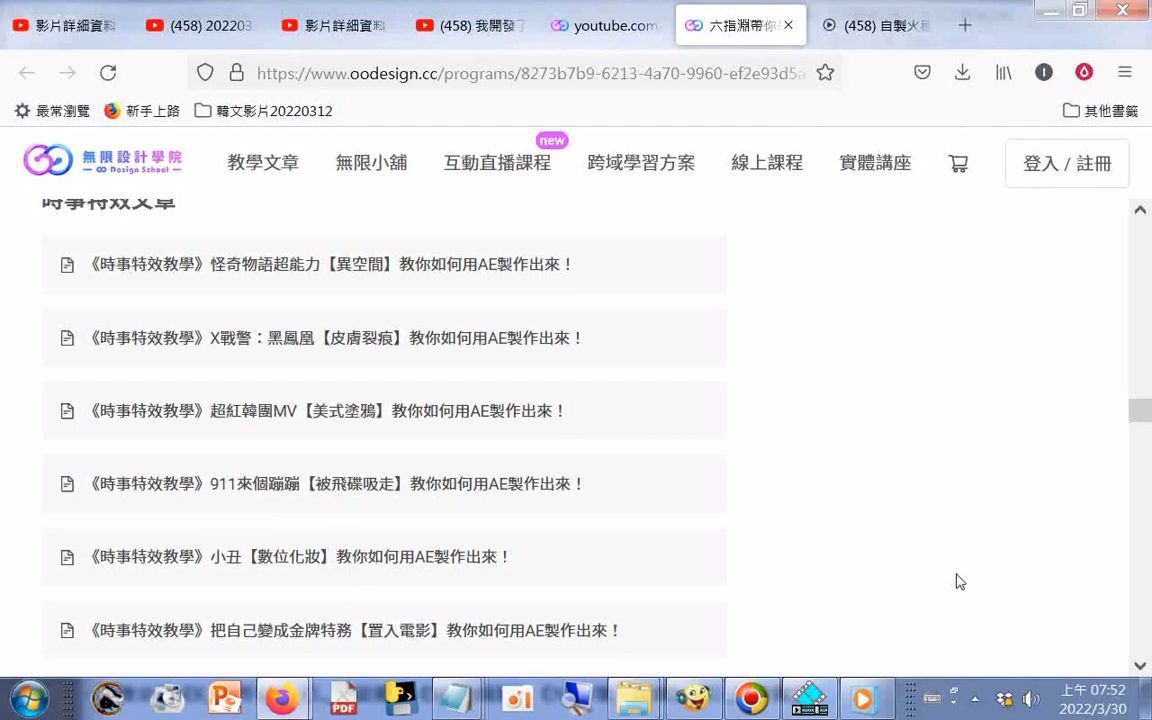 影片詳細資料
(458) 20220
影片詳細資料
(458) 我開發了
youtube.com
六指淵帶你
(458) 自製火
https://www.oodesign.cc/programs/8273b7b9-6213-4a70-9960-ef2e93d5a
最常瀏覽
新手上路
韓文影片20220312
其他書籤
無限設計學院
Design School
教學文章
無限小舖
互動直播課程
new
跨域學習方案
線上課程
實體講座
登入 / 註冊
時事特效文章
《時事特效教學》怪奇物語超能力【異空間】教你如何用AE製作出來！
《時事特效教學》X戰警：黑鳳凰【皮膚裂痕】教你如何用AE製作出來！
《時事特效教學》超紅韓團MV【美式塗鴉】教你如何用AE製作出來！
《時事特效教學》911來個蹦蹦【被飛碟吸走】教你如何用AE製作出來！
《時事特效教學》小丑【數位化妝】教你如何用AE製作出來！
《時事特效教學》把自己變成金牌特務【置入電影】教你如何用AE製作出來！
PDF
上午 07:52
2022/3/30